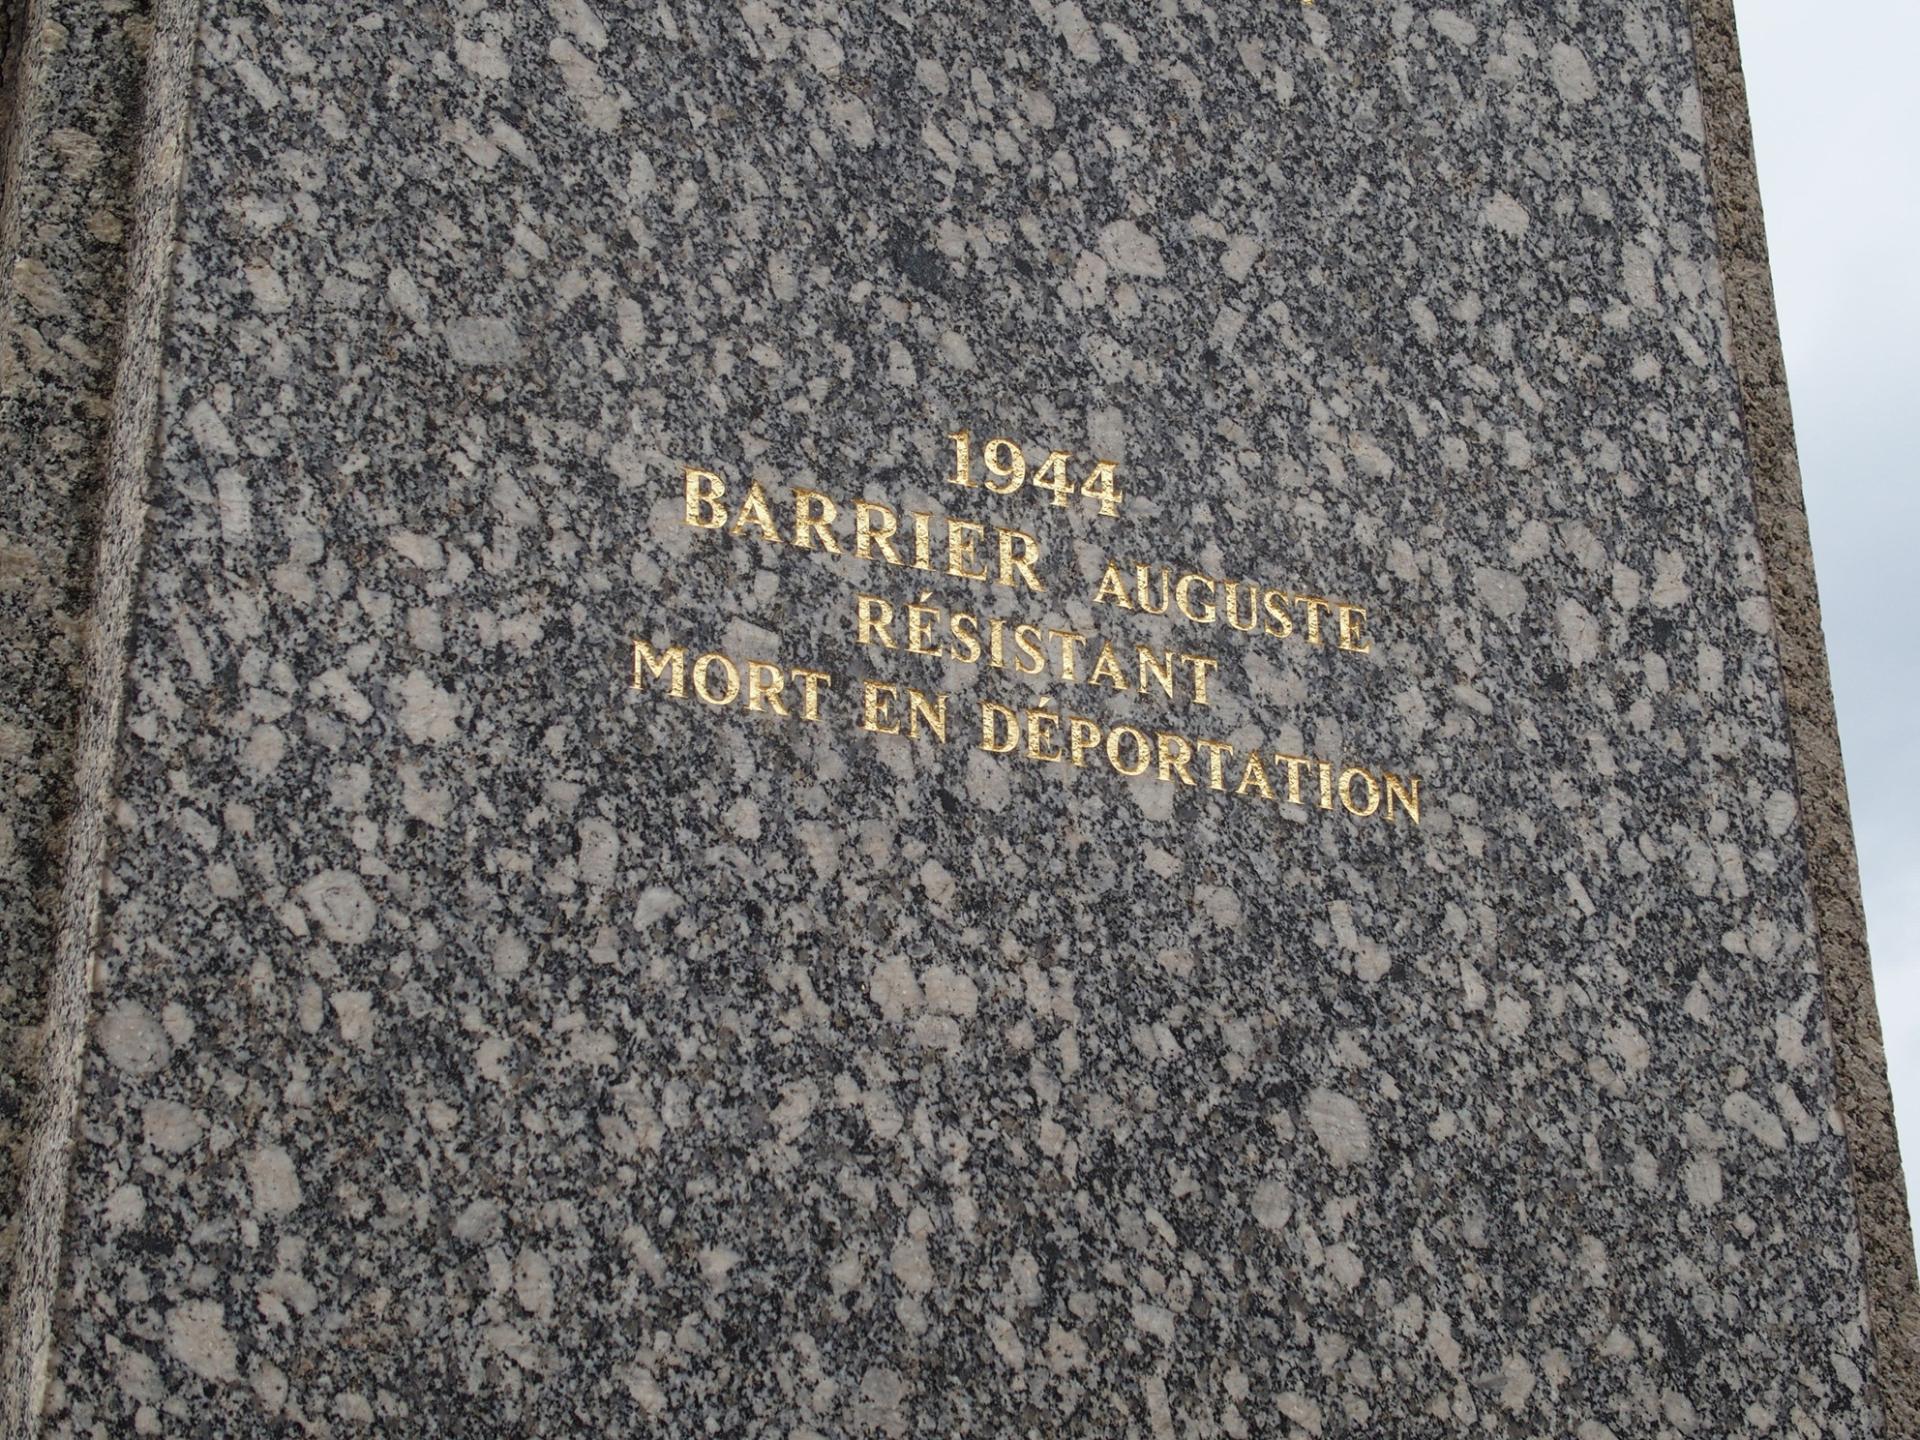 1944
BARRIER AUGUSTE
RÉSISTANT
MORT EN DÉPORTATION